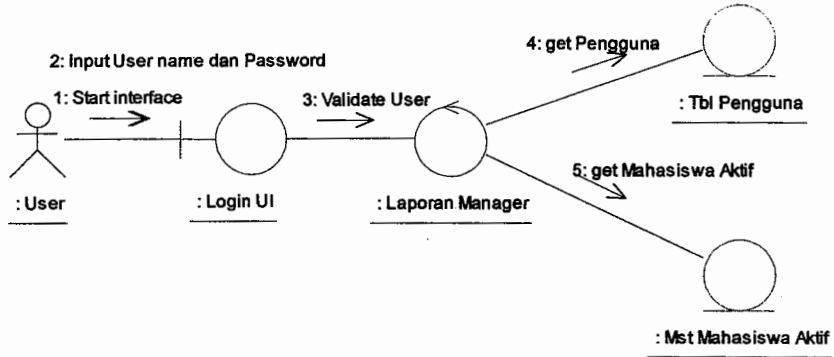 4: get Pengguna
2: Input User name dan Password
1: Start interface
3: Validate User
: Tbl Pengguna
5: get Mahasiswa Aktif
: User
: Login UI
: Laporan Manager
: Mst Mahasiswa Aktif